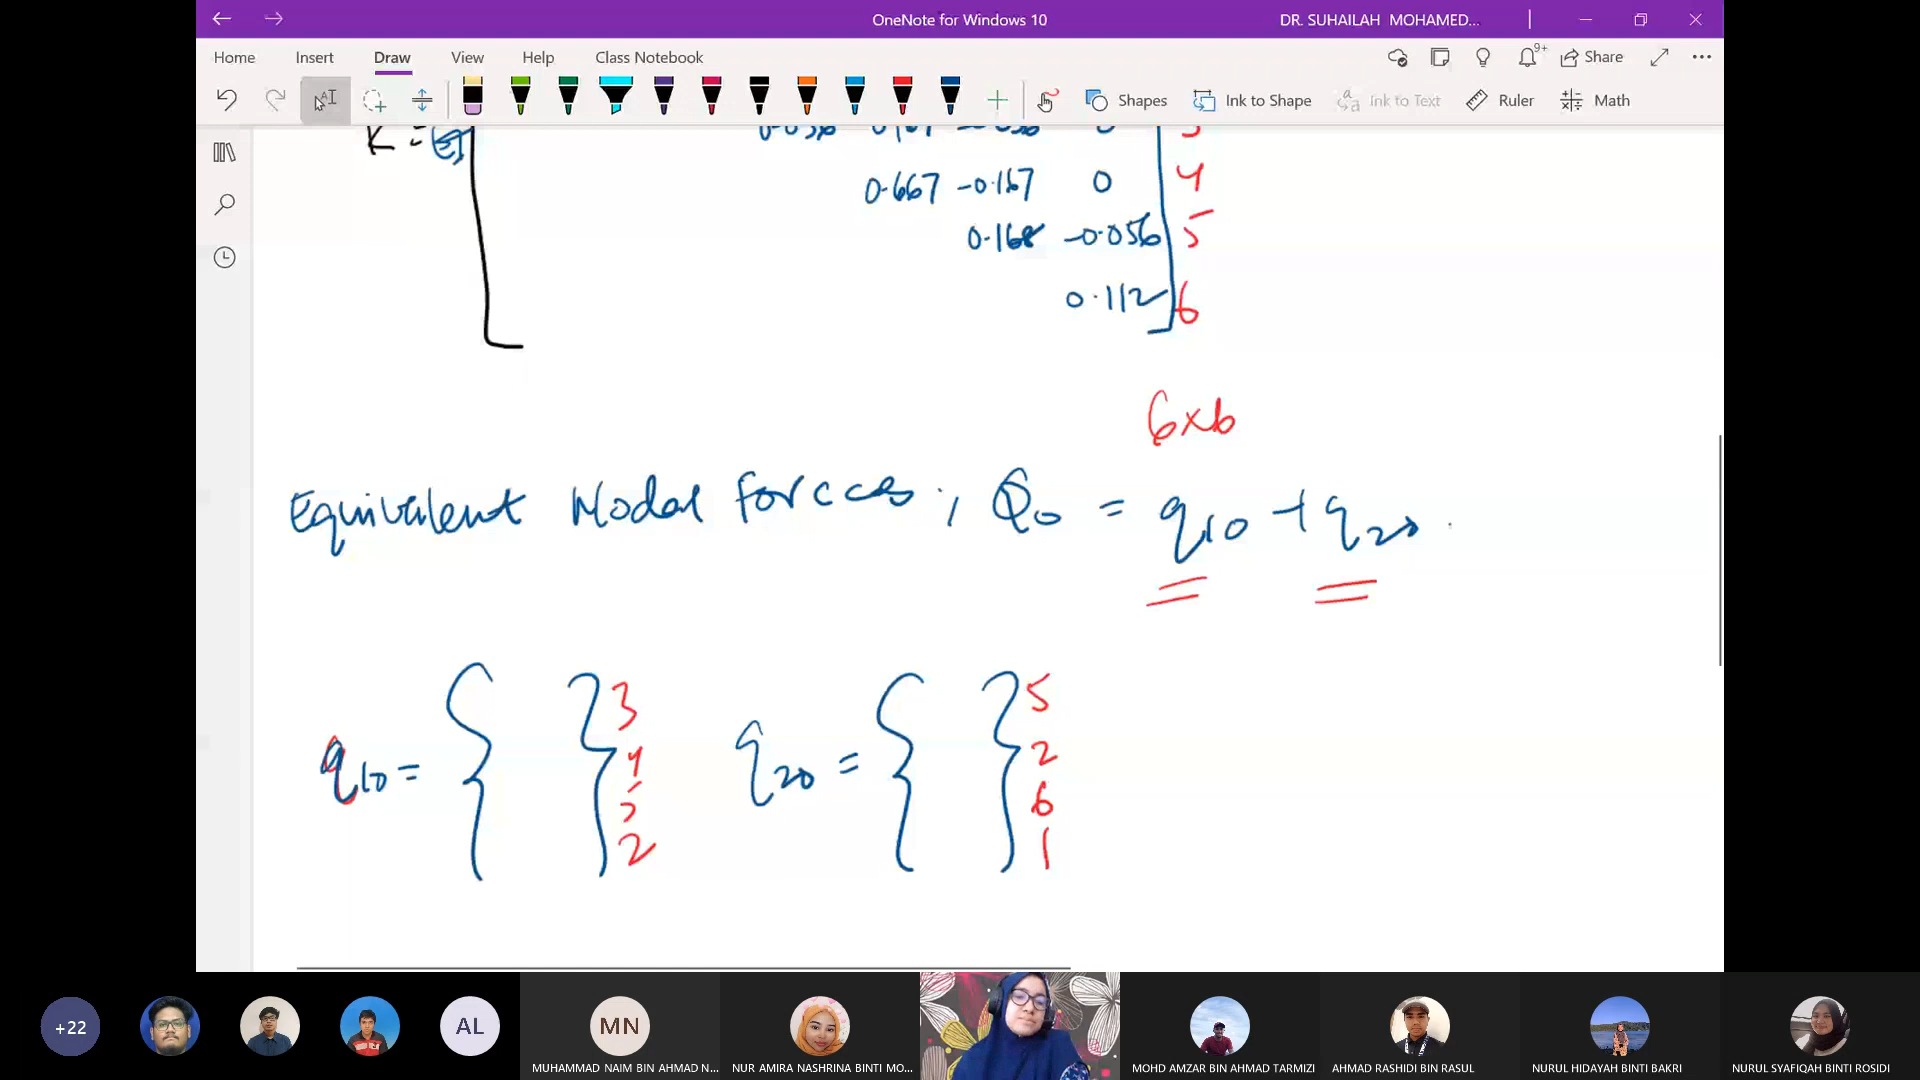 OneNote for Windows 10
DR. SUHAILAH MOHAMED...
Home Insert Draw View Help Class Notebook
9+ Share
Shapes Ink to Shape Ink to Text Ruler Math
K = EI
0.667 -0.167 0 4
0.168 -0.056 5
0.112 6
6x6
Equivalent Nodal forcces ; Q0 = q10 + q20
q10 = { } 3 4 5 2
q20 = { } 5 2 6 1
+22
AL
MN
MUHAMMAD NAIM BIN AHMAD N...
NUR AMIRA NASHRINA BINTI MO...
MOHD AMZAR BIN AHMAD TARMIZI
AHMAD RASHIDI BIN RASUL
NURUL HIDAYAH BINTI BAKRI
NURUL SYAFIQAH BINTI ROSIDI